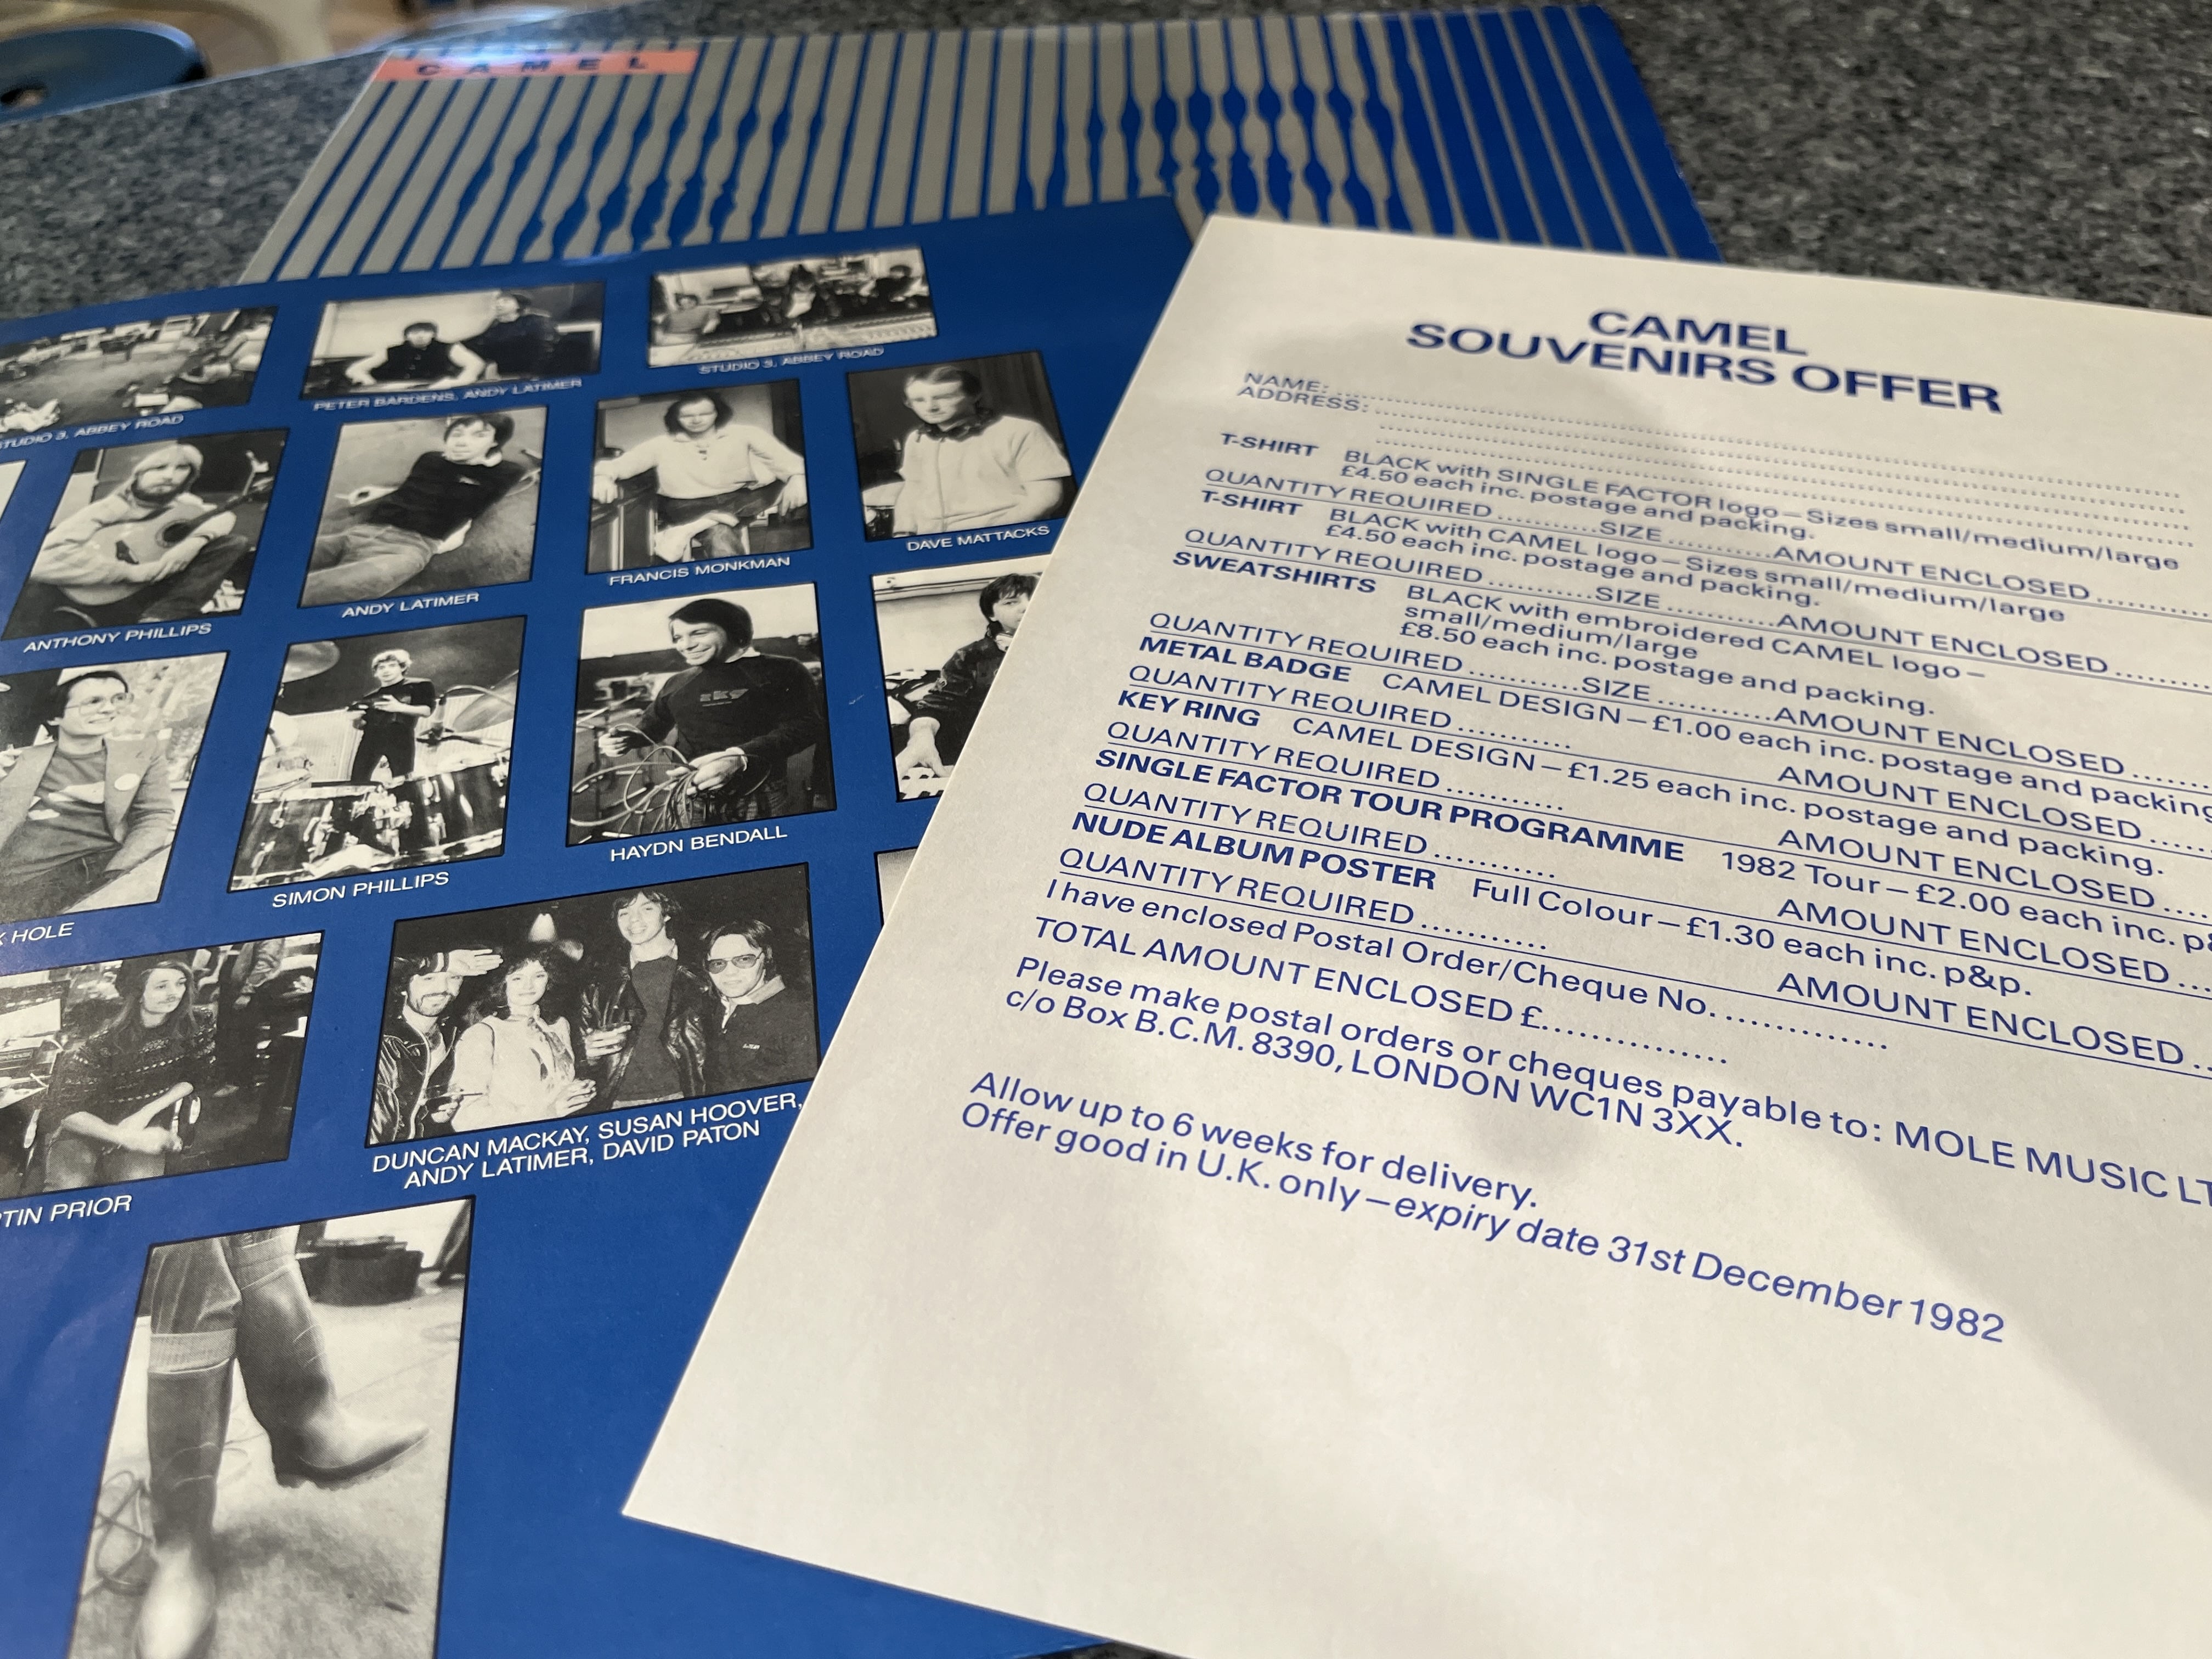 CAMEL
STUDIO 3, ABBEY ROAD
PETER BARDENS, ANDY LATIMER
STUDIO 3, ABBEY ROAD
ANTHONY PHILLIPS
ANDY LATIMER
FRANCIS MONKMAN
DAVE MATTACKS
HOLE
SIMON PHILLIPS
HAYDN BENDALL
PRIOR
DUNCAN MACKAY, SUSAN HOOVER,
ANDY LATIMER, DAVID PATON
CAMEL
SOUVENIRS OFFER
NAME:
ADDRESS:
T-SHIRT BLACK with SINGLE FACTOR logo – Sizes small/medium/large
£4.50 each inc. postage and packing.
QUANTITY REQUIRED ........... SIZE ........... AMOUNT ENCLOSED ...........
T-SHIRT BLACK with CAMEL logo – Sizes small/medium/large
£4.50 each inc. postage and packing.
QUANTITY REQUIRED ........... SIZE ........... AMOUNT ENCLOSED ...........
SWEATSHIRTS BLACK with embroidered CAMEL logo –
small/medium/large
£8.50 each inc. postage and packing.
QUANTITY REQUIRED ........... SIZE ........... AMOUNT ENCLOSED ...........
METAL BADGE CAMEL DESIGN – £1.00 each inc. postage and packing
QUANTITY REQUIRED ........... AMOUNT ENCLOSED ...........
KEY RING CAMEL DESIGN – £1.25 each inc. postage and packing.
QUANTITY REQUIRED ........... AMOUNT ENCLOSED ...........
SINGLE FACTOR TOUR PROGRAMME 1982 Tour – £2.00 each inc.
QUANTITY REQUIRED ........... AMOUNT ENCLOSED ...........
NUDE ALBUM POSTER Full Colour – £1.30 each inc. p&p.
QUANTITY REQUIRED ........... AMOUNT ENCLOSED ...........
I have enclosed Postal Order/Cheque No. ...............
TOTAL AMOUNT ENCLOSED £................
Please make postal orders or cheques payable to: MOLE MUSIC
c/o Box B.C.M. 8390, LONDON WC1N 3XX.
Allow up to 6 weeks for delivery.
Offer good in U.K. only – expiry date 31st December 1982